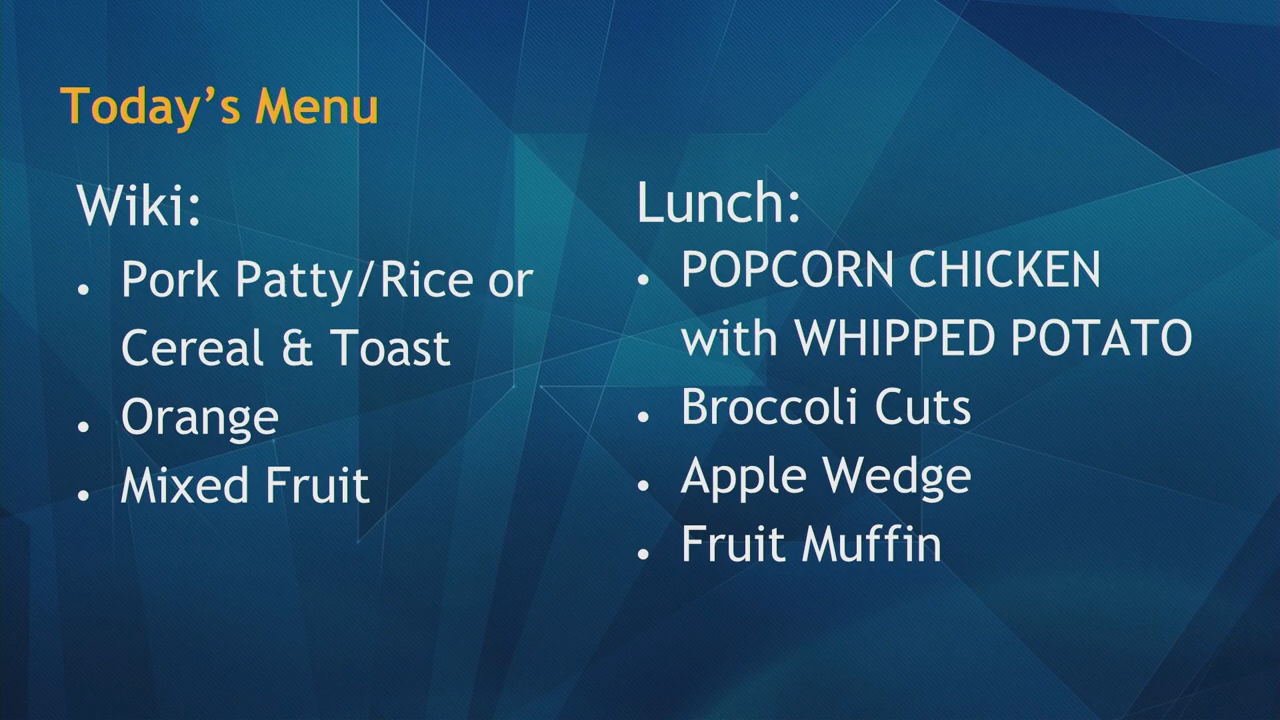 Today’s Menu
Wiki:
• Pork Patty/Rice or
Cereal & Toast
• Orange
• Mixed Fruit
Lunch:
• POPCORN CHICKEN
with WHIPPED POTATO
• Broccoli Cuts
• Apple Wedge
• Fruit Muffin